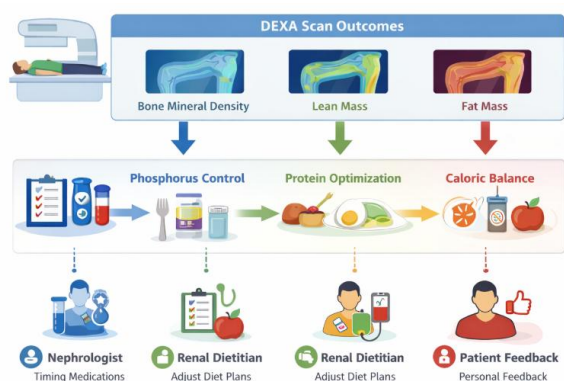 DEXA Scan Outcomes
Bone Mineral Density
Lean Mass
Fat Mass
Phosphorus Control
Protein Optimization
Caloric Balance
Nephrologist
Timing Medications
Renal Dietitian
Adjust Diet Plans
Renal Dietitian
Adjust Diet Plans
Patient Feedback
Personal Feedback